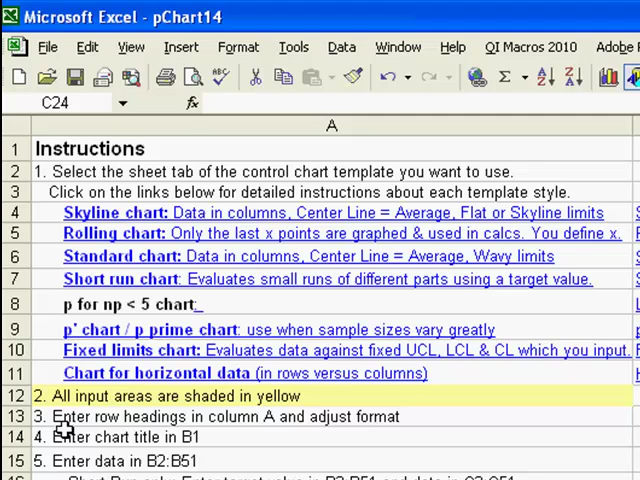 Microsoft Excel - pChart14
File Edit View Insert Format Tools Data Window Help QI Macros 2010 Adobe
C24 fx
A
1 Instructions
2 1. Select the sheet tab of the control chart template you want to use.
3 Click on the links below for detailed instructions about each template style.
4 Skyline chart: Data in columns, Center Line = Average, Flat or Skyline limits
5 Rolling chart: Only the last x points are graphed & used in calcs. You define x.
6 Standard chart: Data in columns, Center Line = Average, Wavy limits
7 Short run chart: Evaluates small runs of different parts using a target value.
8 p for np < 5 chart:
9 p' chart / p prime chart: use when sample sizes vary greatly
10 Fixed limits chart: Evaluates data against fixed UCL, LCL & CL which you input.
11 Chart for horizontal data (in rows versus columns)
12 2. All input areas are shaded in yellow
13 3. Enter row headings in column A and adjust format
14 4. Enter chart title in B1
15 5. Enter data in B2:B51